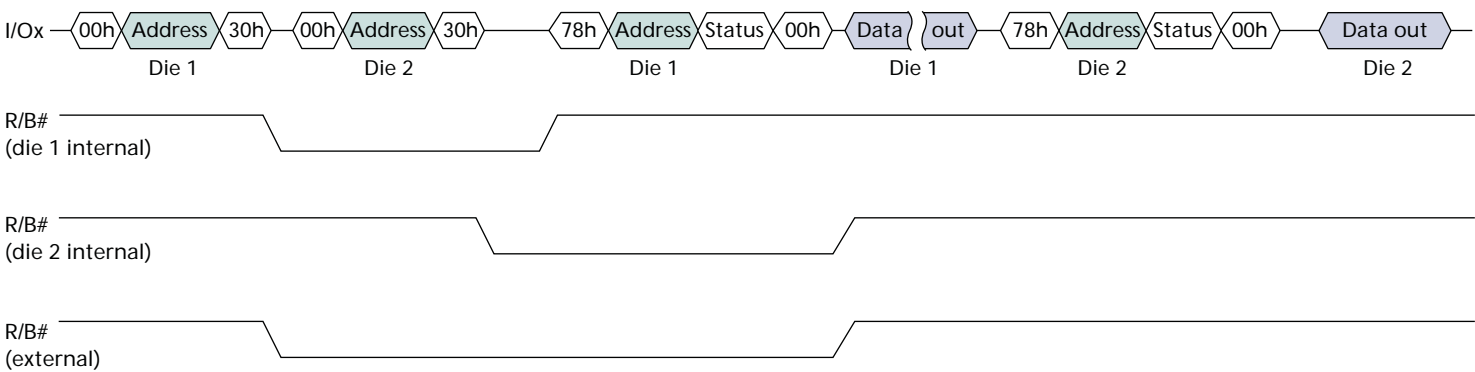 I/Ox 00h Address 30h 00h Address 30h 78h Address Status 00h Data out 78h Address Status 00h Data out
Die 1 Die 2 Die 1 Die 1 Die 2 Die 2
R/B#
(die 1 internal)
R/B#
(die 2 internal)
R/B#
(external)